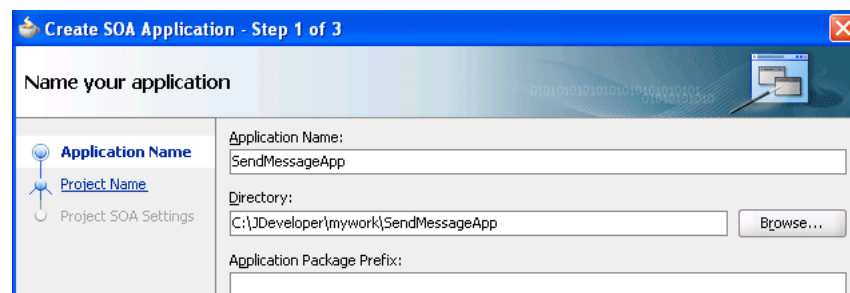 Create SOA Application - Step 1 of 3
Name your application
Application Name
Project Name
Project SOA Settings
Application Name:
SendMessageApp
Directory:
C:\JDeveloper\mywork\SendMessageApp
Browse...
Application Package Prefix: